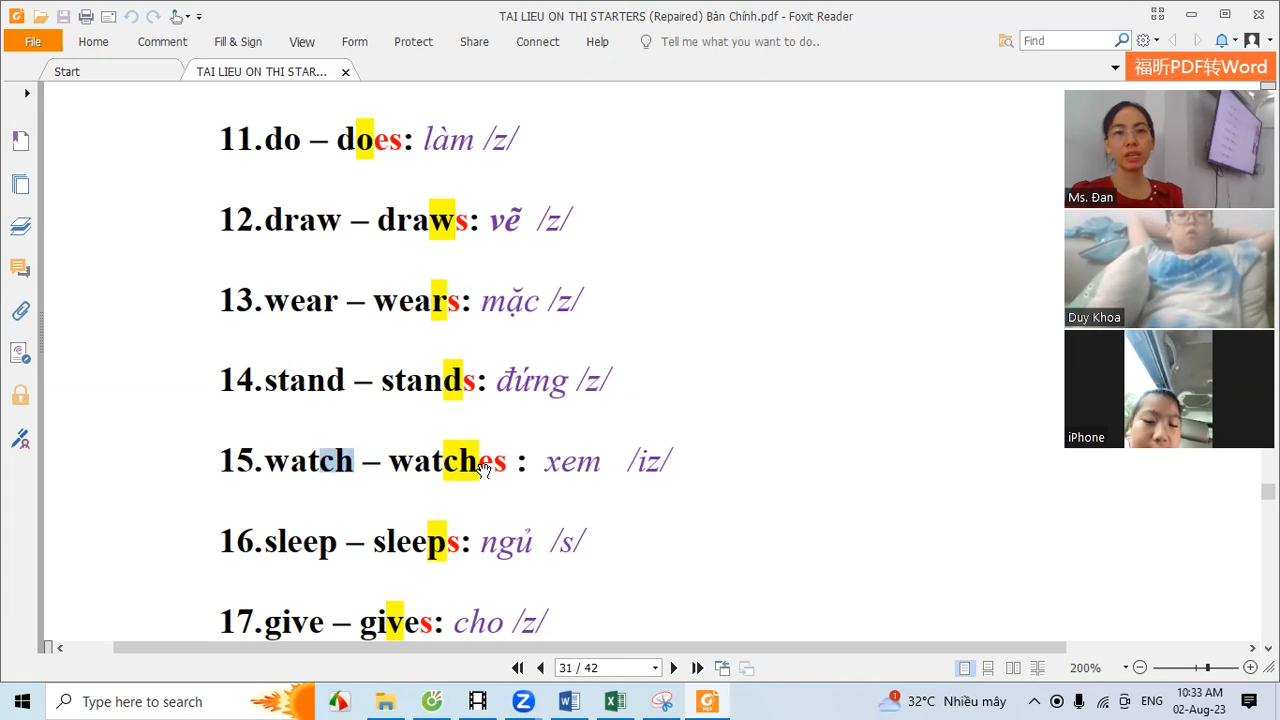 TAI LIEU ON THI STARTERS (Repaired) Bản Chính.pdf - Foxit Reader
File Home Comment Fill & Sign View Form Protect Share Connect Help Tell me what you want to do.. Find
Start TAI LIEU ON THI STAR... 福昕PDF转Word
11.do – does: làm /z/
12.draw – draws: vẽ /z/
13.wear – wears: mặc /z/
14.stand – stands: đứng /z/
15.watch – watches : xem /iz/
16.sleep – sleeps: ngủ /s/
17.give – gives: cho /z/
Ms. Đan
Duy Khoa
iPhone
31 / 42 200%
Type here to search 32°C Nhiều mây ENG 10:33 AM
02-Aug-23